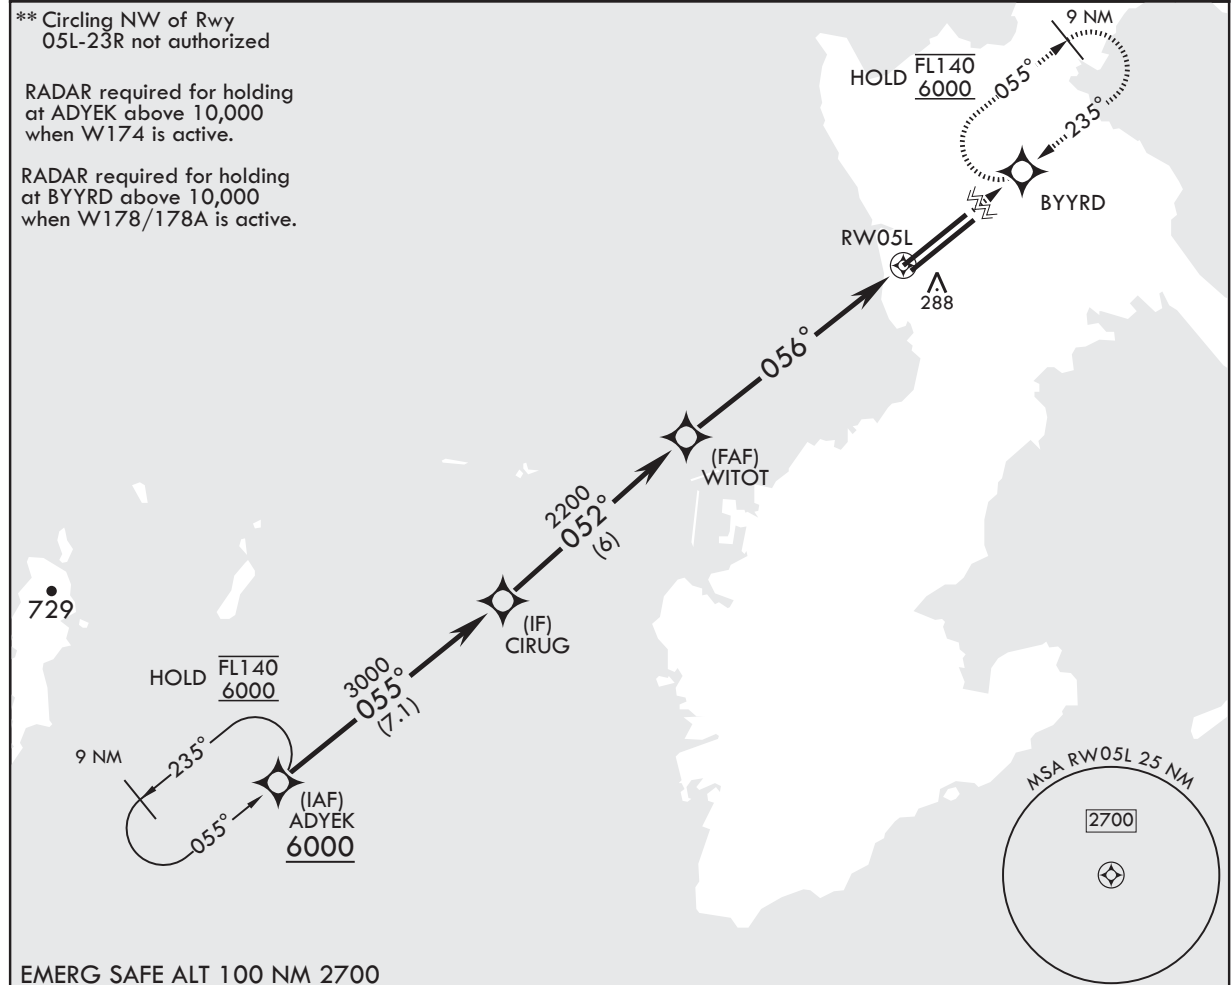 ** Circling NW of Rwy
05L-23R not authorized
RADAR required for holding
at ADYEK above 10,000
when W174 is active.
RADAR required for holding
at BYYRD above 10,000
when W178/178A is active.
9 NM
HOLD FL140
6000
055°
235°
BYYRD
RW05L
288
056°
(FAF)
WITOT
2200
052°
(6)
(IF)
CIRUG
729
3000
055°
(7.1)
HOLD FL140
6000
9 NM
235°
055°
(IAF)
ADYEK
6000
MSA RW05L 25 NM
2700
EMERG SAFE ALT 100 NM 2700